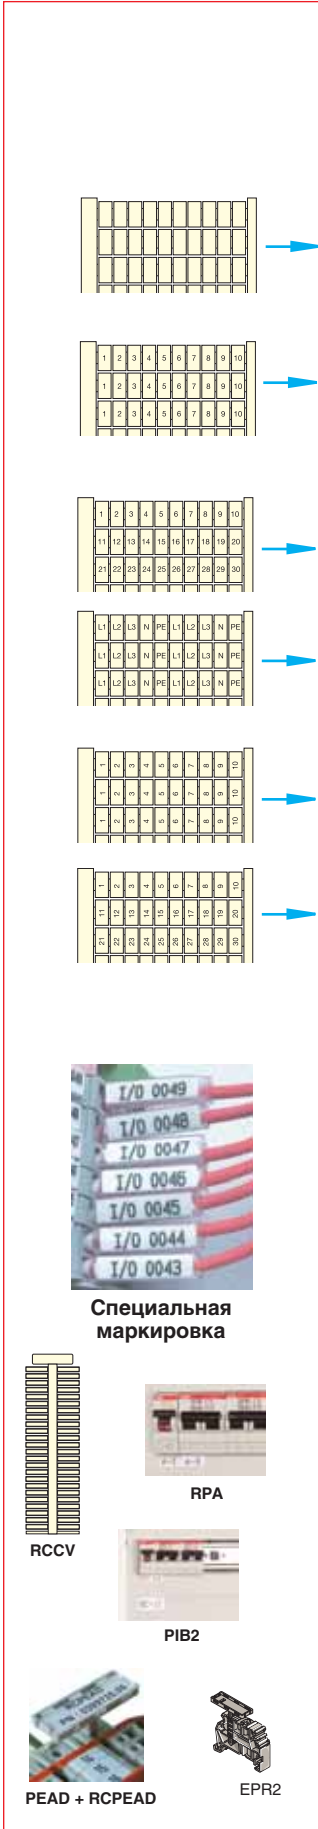 1 2 3 4 5 6 7 8 9 10
1 2 3 4 5 6 7 8 9 10
1 2 3 4 5 6 7 8 9 10
1 2 3 4 5 6 7 8 9 10
11 12 13 14 15 16 17 18 19 20
21 22 23 24 25 26 27 28 29 30
L1 L2 L3 N PE L1 L2 L3 N PE
L1 L2 L3 N PE L1 L2 L3 N PE
L1 L2 L3 N PE L1 L2 L3 N PE
1 2 3 4 5 6 7 8 9 10
1 2 3 4 5 6 7 8 9 10
1 2 3 4 5 6 7 8 9 10
1 2 3 4 5 6 7 8 9 10
11 12 13 14 15 16 17 18 19 20
21 22 23 24 25 26 27 28 29 30
I/O 0049
I/O 0048
I/O 0047
I/O 0046
I/O 0045
I/O 0044
I/O 0043
Специальная
маркировка
RCCV
RPA
PIB2
PEAD + RCPEAD
EPR2